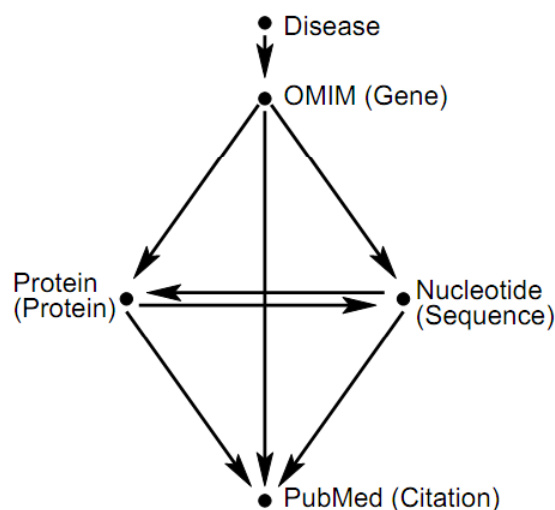 Disease
OMIM (Gene)
Protein
(Protein)
Nucleotide
(Sequence)
PubMed (Citation)